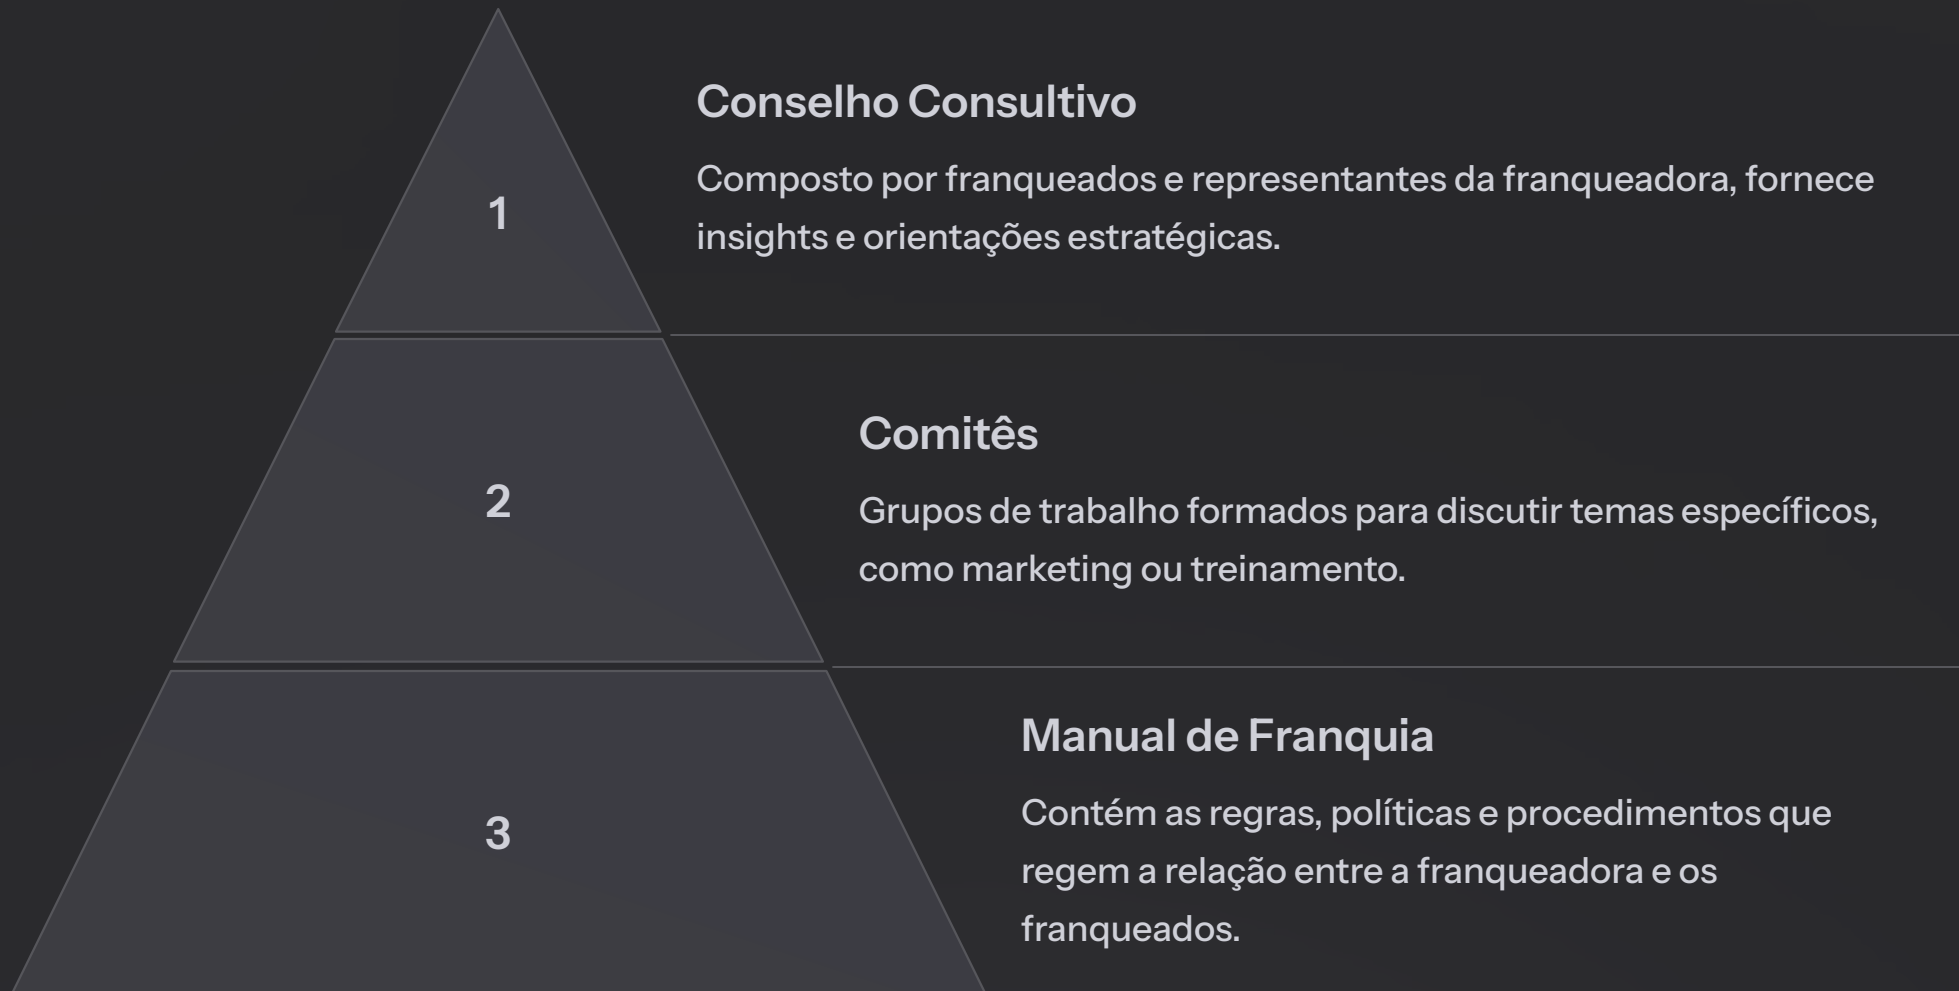 1
Conselho Consultivo
Composto por franqueados e representantes da franqueadora, fornece
insights e orientações estratégicas.
2
Comitês
Grupos de trabalho formados para discutir temas específicos,
como marketing ou treinamento.
3
Manual de Franquia
Contém as regras, políticas e procedimentos que
regem a relação entre a franqueadora e os
franqueados.